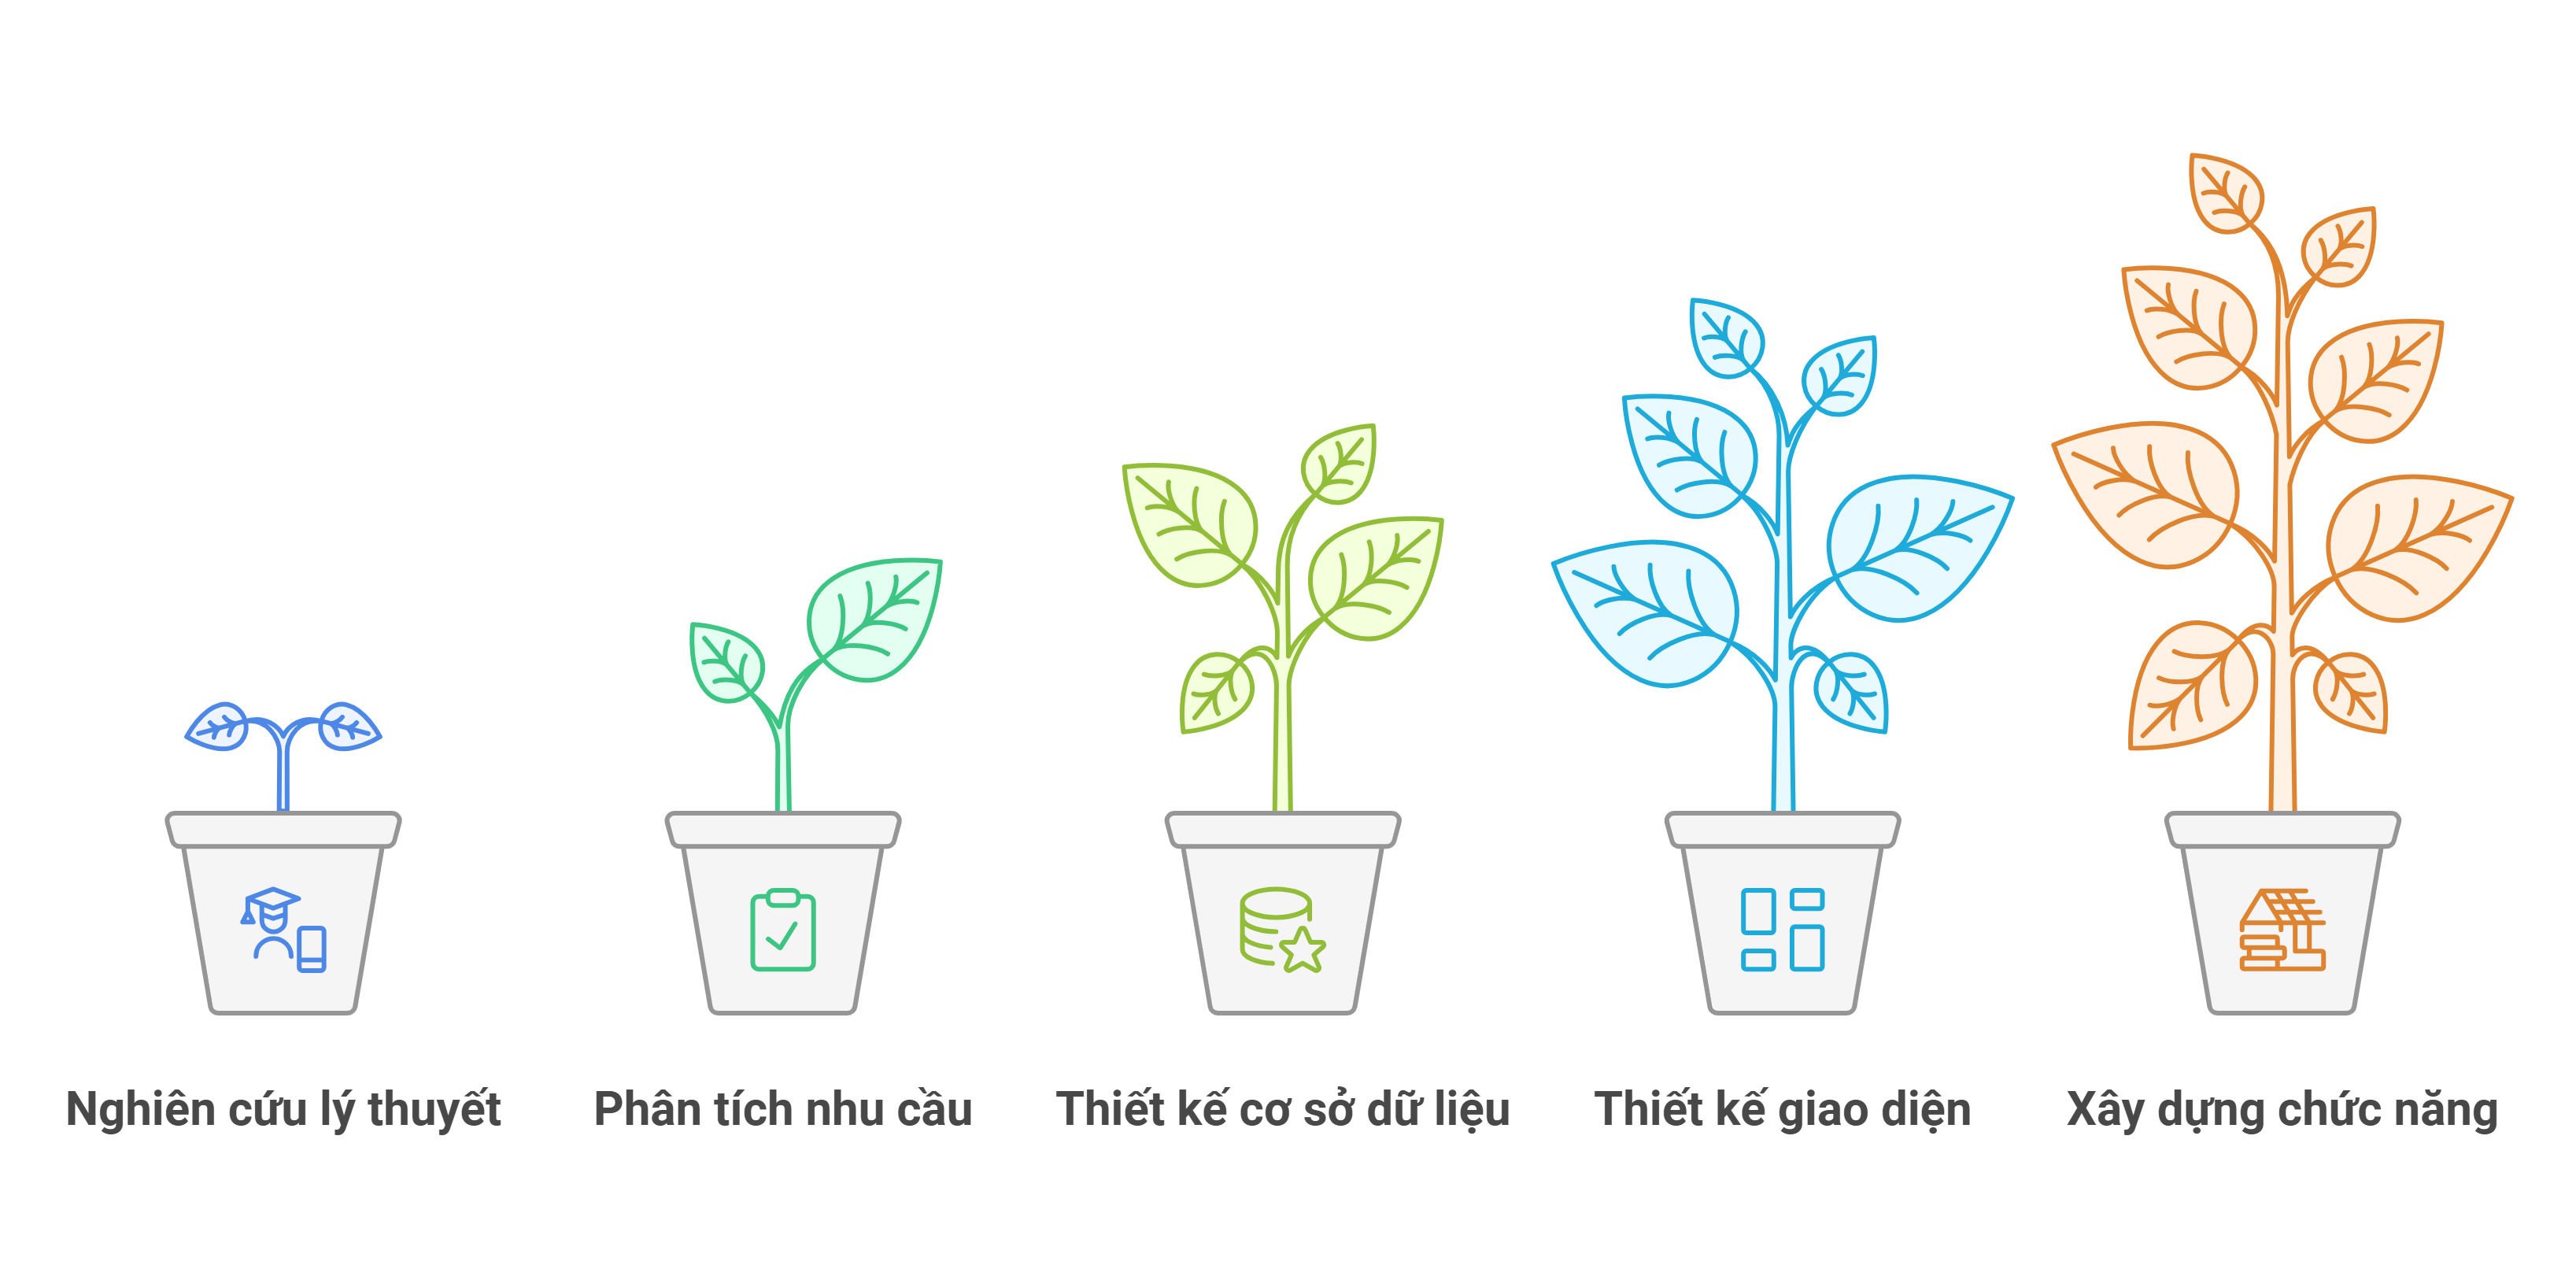 Nghiên cứu lý thuyết
Phân tích nhu cầu
Thiết kế cơ sở dữ liệu
Thiết kế giao diện
Xây dựng chức năng